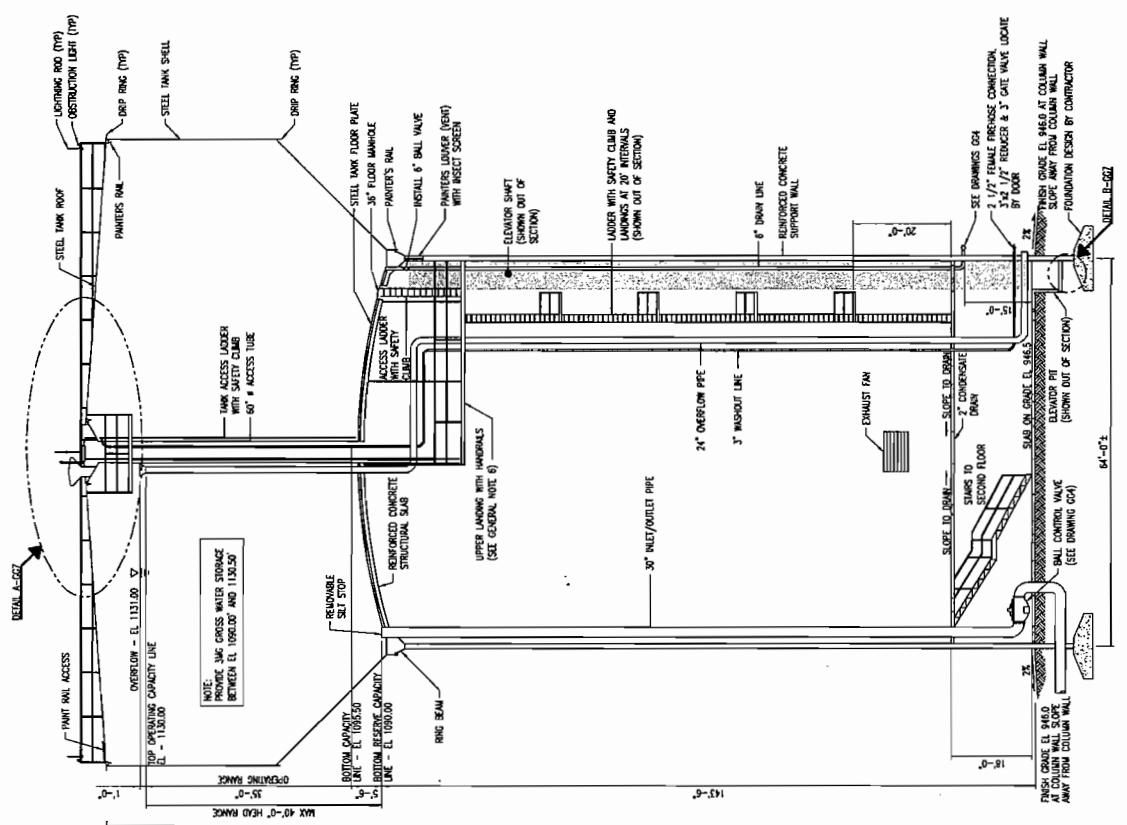 LIGHTNING ROD (TYP)
OBSTRUCTION LIGHT (TYP)
DRIP RING (TYP)
STEEL TANK SHELL
DRIP RING (TYP)
PAINTERS RAIL
STEEL TANK ROOF
STEEL TANK FLOOR PLATE
36" FLOOR MANHOLE
PAINTER'S RAIL
INSTALL 6" BALL VALVE
PAINTERS LOUVER (VENT)
WITH INSECT SCREEN
ELEVATOR SHAFT
(SHOWN OUT OF
SECTION)
LADDER WITH SAFETY CLIMB AND
LANDINGS AT 20' INTERVALS
(SHOWN OUT OF SECTION)
6" DRAIN LINE
REINFORCED CONCRETE
SUPPORT WALL
20'-0"
SEE DRAWINGS GC4
2 1/2" FEMALE FIREHOSE CONNECTION,
3"x2 1/2" REDUCER & 3" GATE VALVE LOCATE
BY DOOR
2%
FINISH GRADE EL 946.0 AT COLUMN WALL
SLOPE AWAY FROM COLUMN WALL
FOUNDATION DESIGN BY CONTRACTOR
DETAIL B-GG7
TANK ACCESS LADDER
WITH SAFETY CLIMB
60" # ACCESS TUBE
ACCESS LADDER
WITH SAFETY
CLIMB
15'-0"
24" OVERFLOW PIPE
3" WASHOUT LINE
EXHAUST FAN
SLOPE TO DRAIN
SLOPE TO DRAIN
2" CONDENSATE
DRAIN
SLAB ON GRADE EL 946.5
ELEVATOR PIT
(SHOWN OUT OF SECTION)
64'-0"±
DETAIL A-GG7
UPPER LANDING WITH HANDRAILS
(SEE GENERAL NOTE 6)
REINFORCED CONCRETE
STRUCTURAL SLAB
30" INLET/OUTLET PIPE
STAIRS TO
SECOND FLOOR
BALL CONTROL VALVE
(SEE DRAWING GC4)
NOTE:
PROVIDE 3MG GROSS WATER STORAGE
BETWEEN EL 1090.00' AND 1130.50'
REMOVABLE
SILT STOP
RING BEAM
2%
PAINT RAIL ACCESS
OVERFLOW - EL 1131.00
TOP OPERATING CAPACITY LINE
EL - 1130.00
BOTTOM CAPACITY
LINE - EL 1095.50
BOTTOM RESERVE CAPACITY
LINE - EL 1090.00
18'-0"
FINISH GRADE EL 946.0
AT COLUMN WALL SLOPE
AWAY FROM COLUMN WALL
1'-0"
OPERATING RANGE
35'-0"
5'-6"
143'-6"
MAX 40'-0" HEAD RANGE